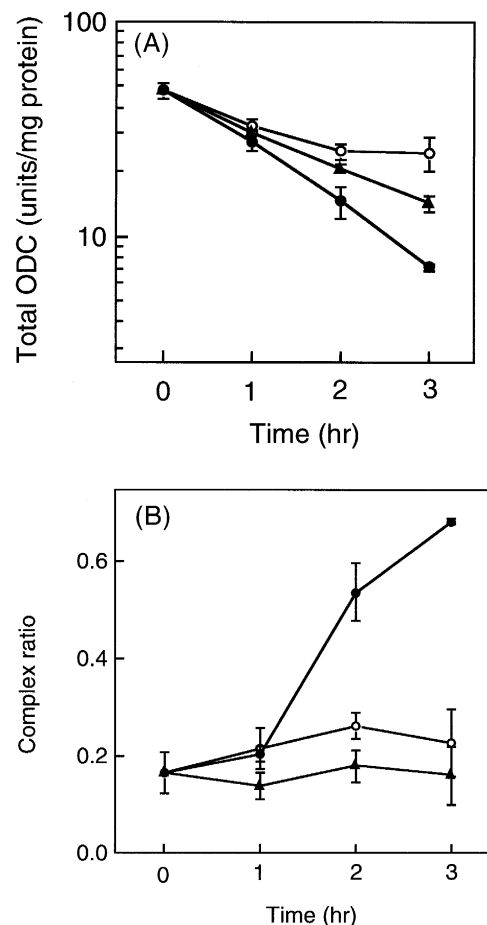 (A)
Total ODC (units/mg protein)
100
10
0 1 2 3
Time (hr)
(B)
Complex ratio
0.6
0.4
0.2
0.0
0 1 2 3
Time (hr)